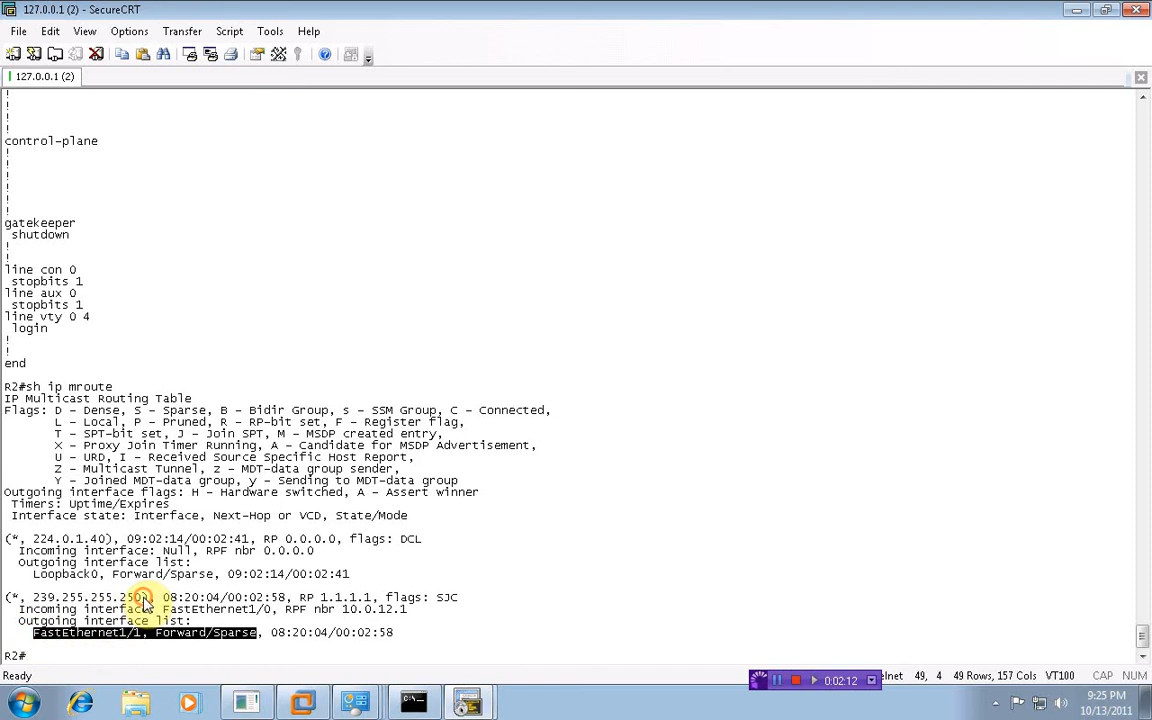 127.0.0.1 (2) - SecureCRT
File Edit View Options Transfer Script Tools Help
127.0.0.1 (2)
!
!
!
!
control-plane
!
!
!
!
!
!
gatekeeper
shutdown
!
!
line con 0
stopbits 1
line aux 0
stopbits 1
line vty 0 4
login
!
!
end
R2#sh ip mroute
IP Multicast Routing Table
Flags: D - Dense, S - Sparse, B - Bidir Group, s - SSM Group, C - Connected,
L - Local, P - Pruned, R - RP-bit set, F - Register flag,
T - SPT-bit set, J - Join SPT, M - MSDP created entry,
X - Proxy Join Timer Running, A - Candidate for MSDP Advertisement,
U - URD, I - Received Source Specific Host Report,
Z - Multicast Tunnel, z - MDT-data group sender,
Y - Joined MDT-data group, y - Sending to MDT-data group
Outgoing interface flags: H - Hardware switched, A - Assert winner
Timers: Uptime/Expires
Interface state: Interface, Next-Hop or VCD, State/Mode
(*, 224.0.1.40), 09:02:14/00:02:41, RP 0.0.0.0, flags: DCL
Incoming interface: Null, RPF nbr 0.0.0.0
Outgoing interface list:
Loopback0, Forward/Sparse, 09:02:14/00:02:41
(*, 08:20:04/00:02:58, RP 1.1.1.1, flags: SJC
Incoming interface: FastEthernet1/0, RPF nbr 10.0.12.1
Outgoing interface list:
FastEthernet1/1, Forward/Sparse, 08:20:04/00:02:58
R2#
Ready
0:02:12
elnet 49, 4 49 Rows, 157 Cols VT100 CAP NUM
9:25 PM
10/13/2011